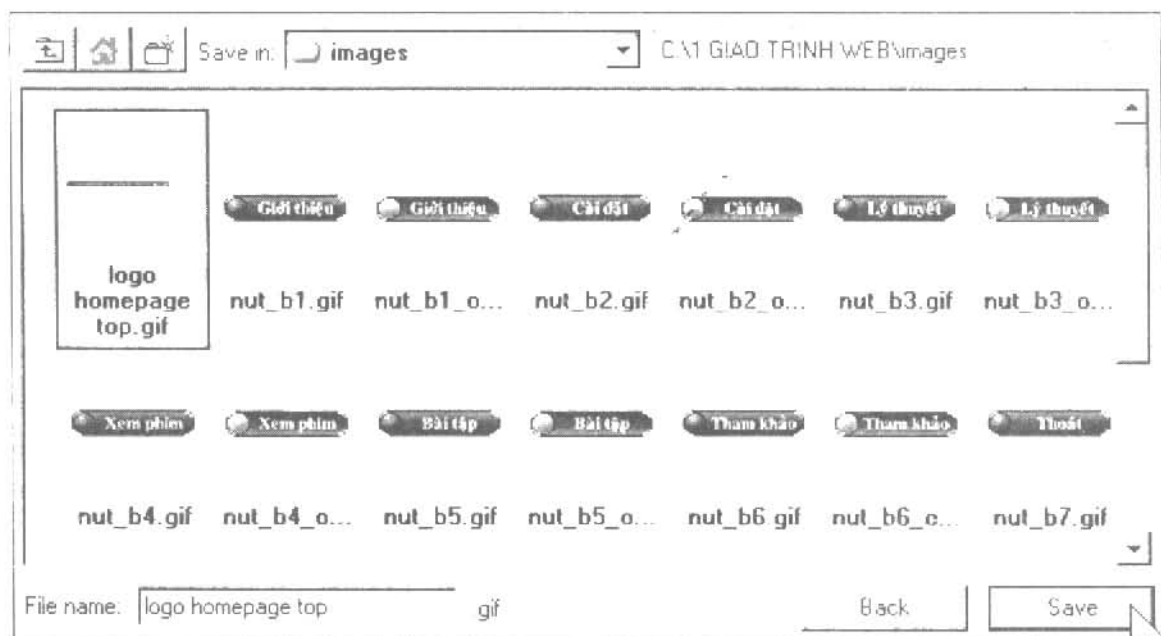 Save in: images C:\1 GIAO TRINH WEB\images
Giới thiệu Giới thiệu Cài đặt Cài đặt Lý thuyết Lý thuyết
logo
homepage
top.gif
nut_b1.gif nut_b1_o... nut_b2.gif nut_b2_o... nut_b3.gif nut_b3_o...
Xem phim Xem phim Bài tập Bài tập Tham khảo Tham khảo Thoát
nut_b4.gif nut_b4_o... nut_b5.gif nut_b5_o... nut_b6.gif nut_b6_o... nut_b7.gif
File name: logo homepage top gif Back Save